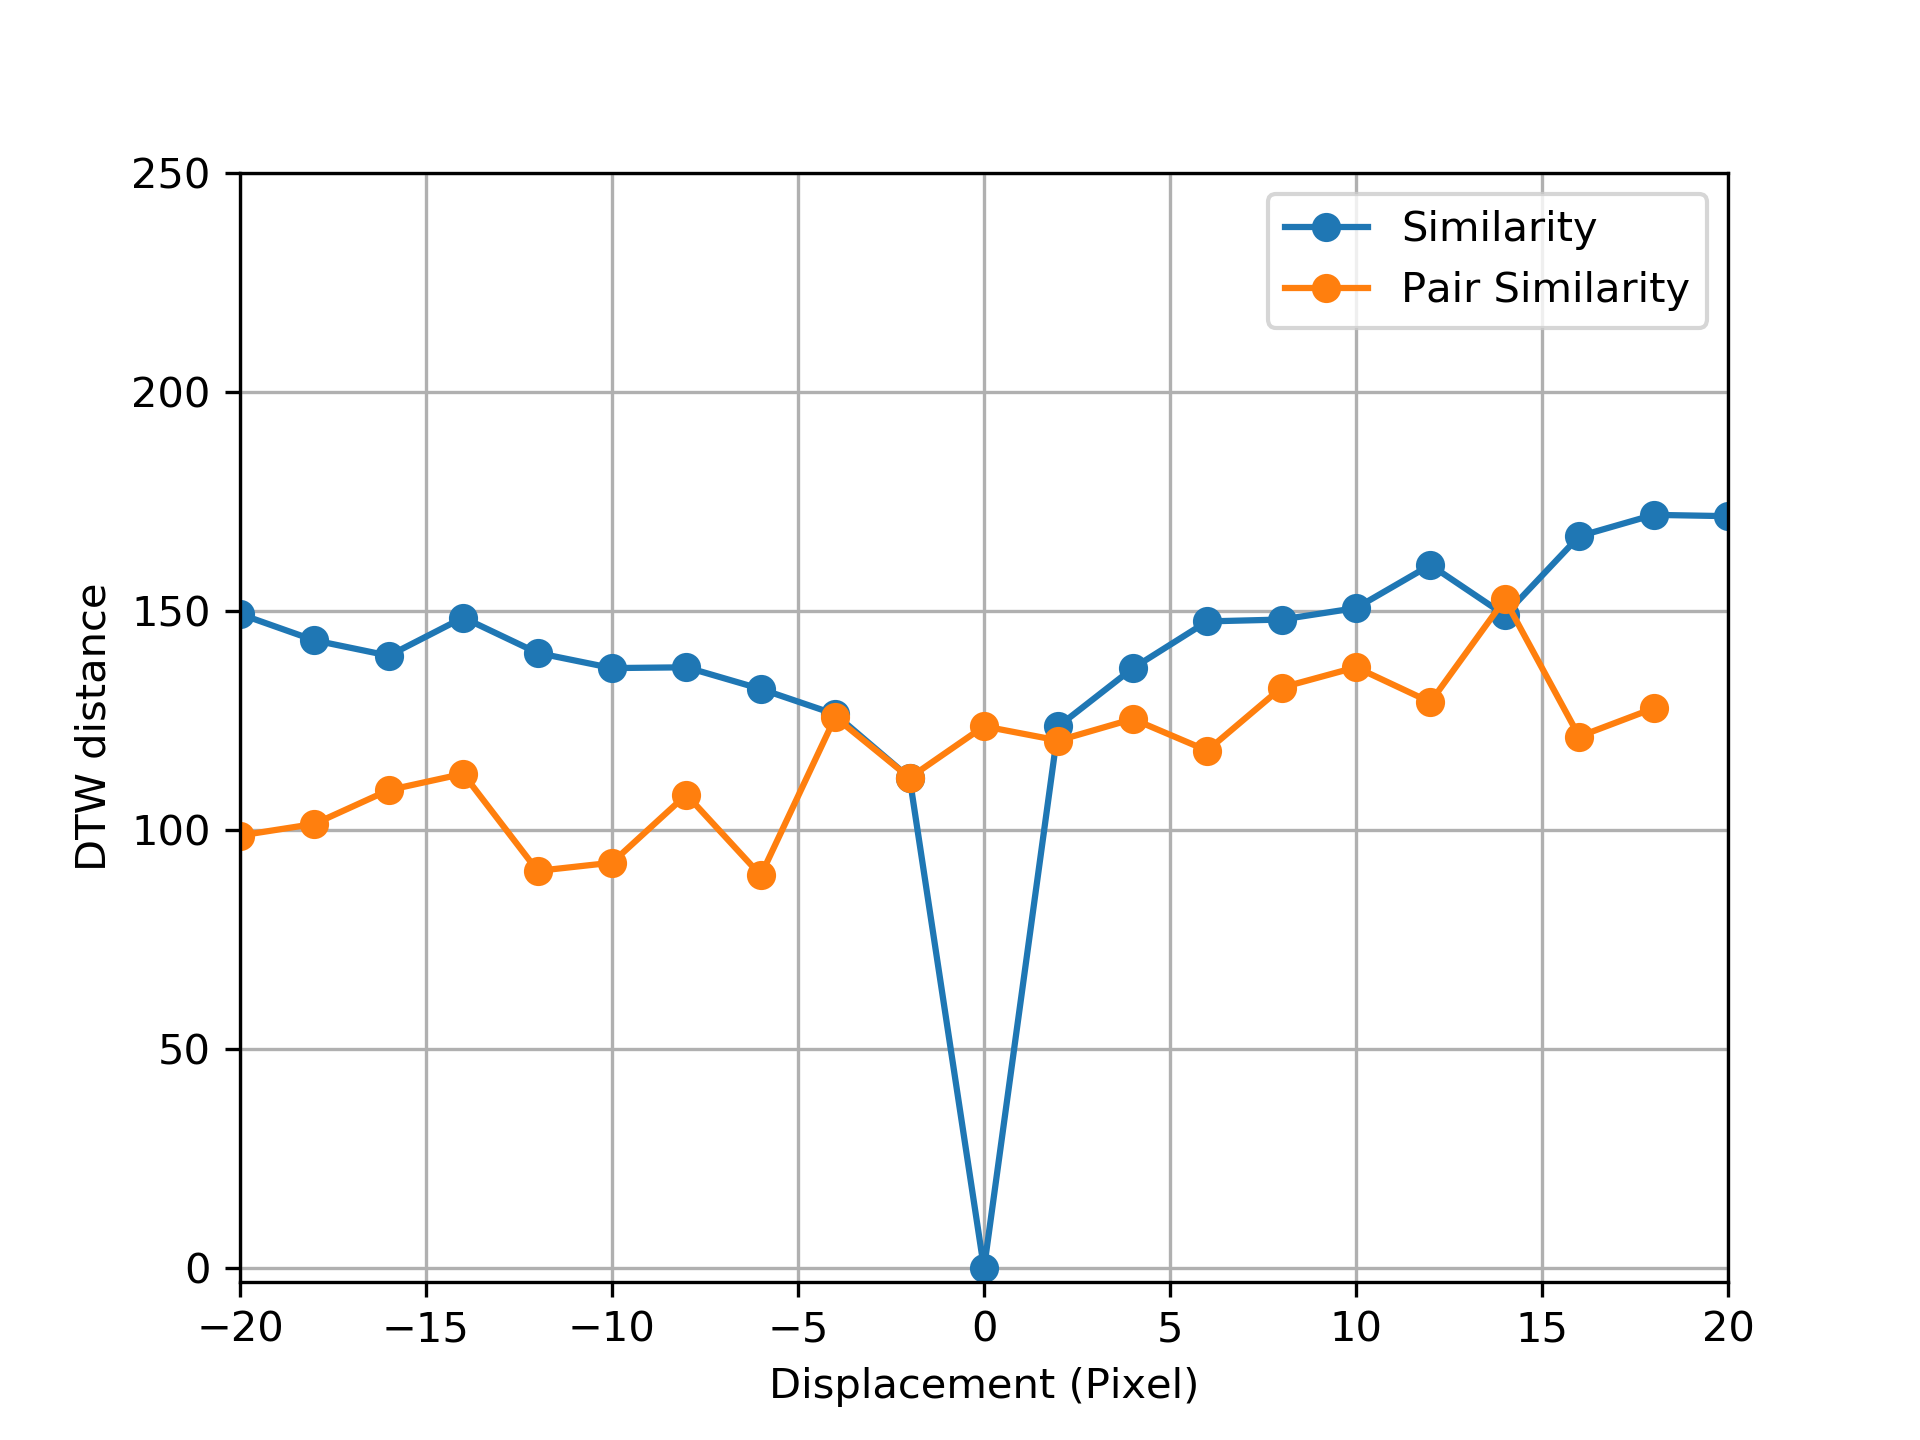 250
200
150
100
50
0
DTW distance
−20 −15 −10 −5 0 5 10 15 20
Displacement (Pixel)
Similarity
Pair Similarity